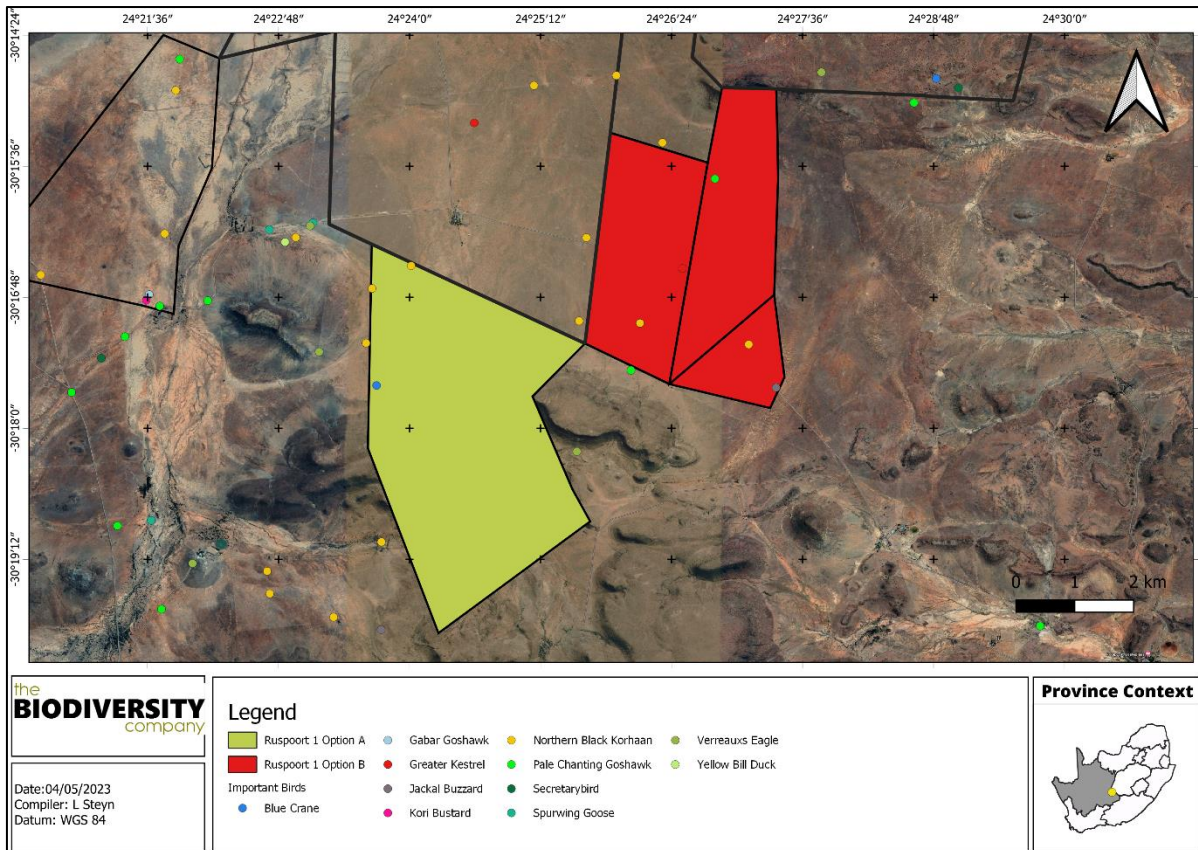 24°21'36" 24°22'48" 24°24'0" 24°25'12" 24°26'24" 24°27'36" 24°28'48" 24°30'0"
-30°14'24"
-30°15'36"
-30°16'48"
-30°18'0"
-30°19'12"
0 1 2 km
the
BIODIVERSITY
company
Date:04/05/2023
Compiler: L Steyn
Datum: WGS 84
Legend
Ruspoort 1 Option A
Ruspoort 1 Option B
Important Birds
Blue Crane
Gabar Goshawk
Greater Kestrel
Jackal Buzzard
Kori Bustard
Northern Black Korhaan
Pale Chanting Goshawk
Secretarybird
Spurwing Goose
Verreauxs Eagle
Yellow Bill Duck
Province Context